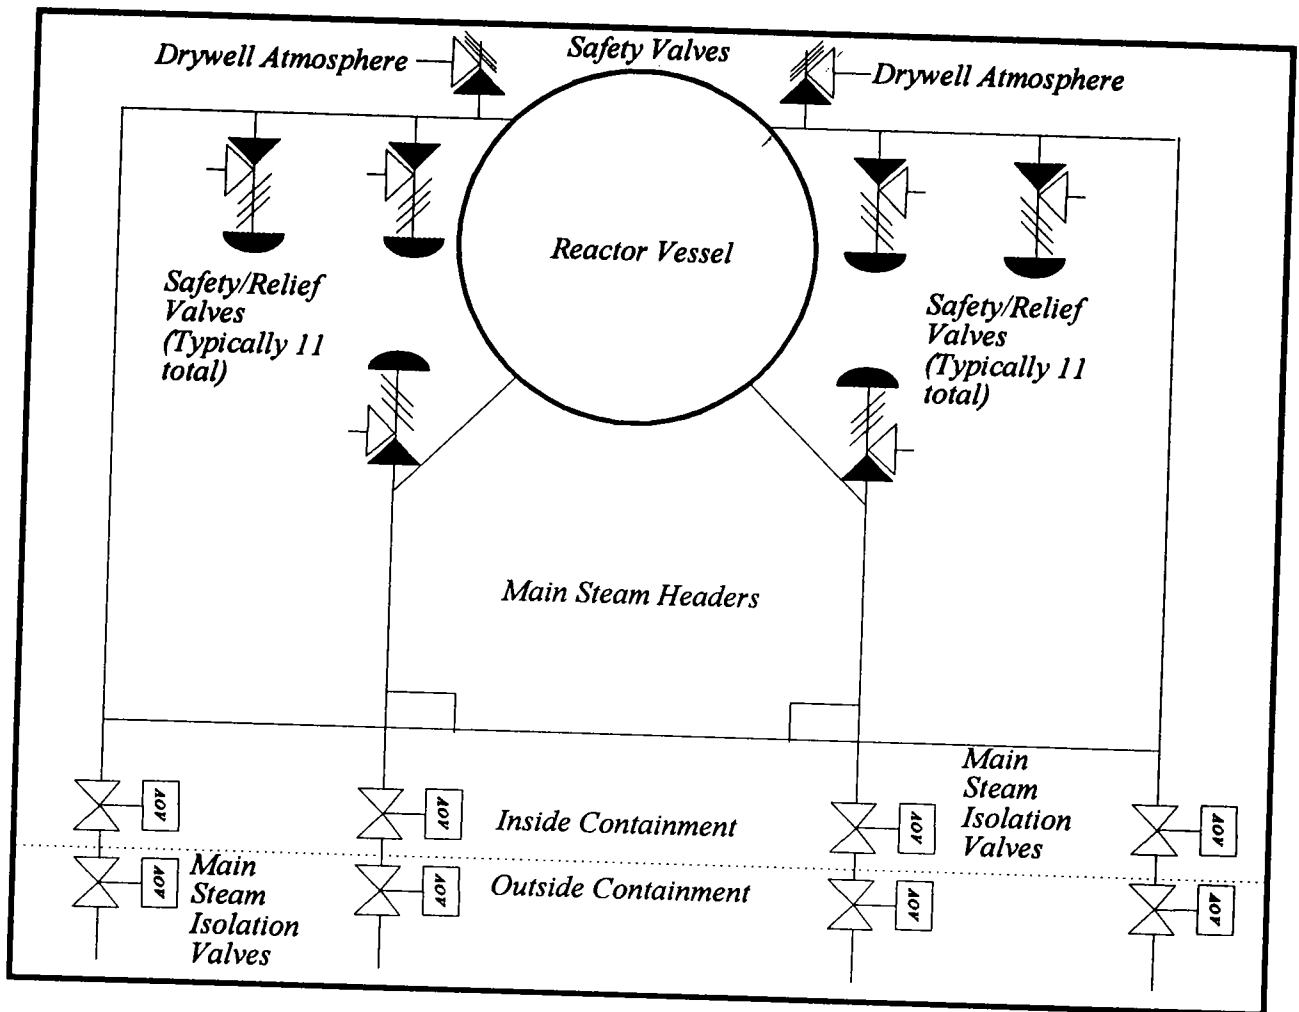 Safety Valves
Drywell Atmosphere
Drywell Atmosphere
Reactor Vessel
Safety/Relief
Valves
(Typically 11
total)
Safety/Relief
Valves
(Typically 11
total)
Main Steam Headers
Main
Steam
Isolation
Valves
AOV
AOV
AOV
AOV
Inside Containment
Outside Containment
AOV
AOV
AOV
AOV
Main
Steam
Isolation
Valves